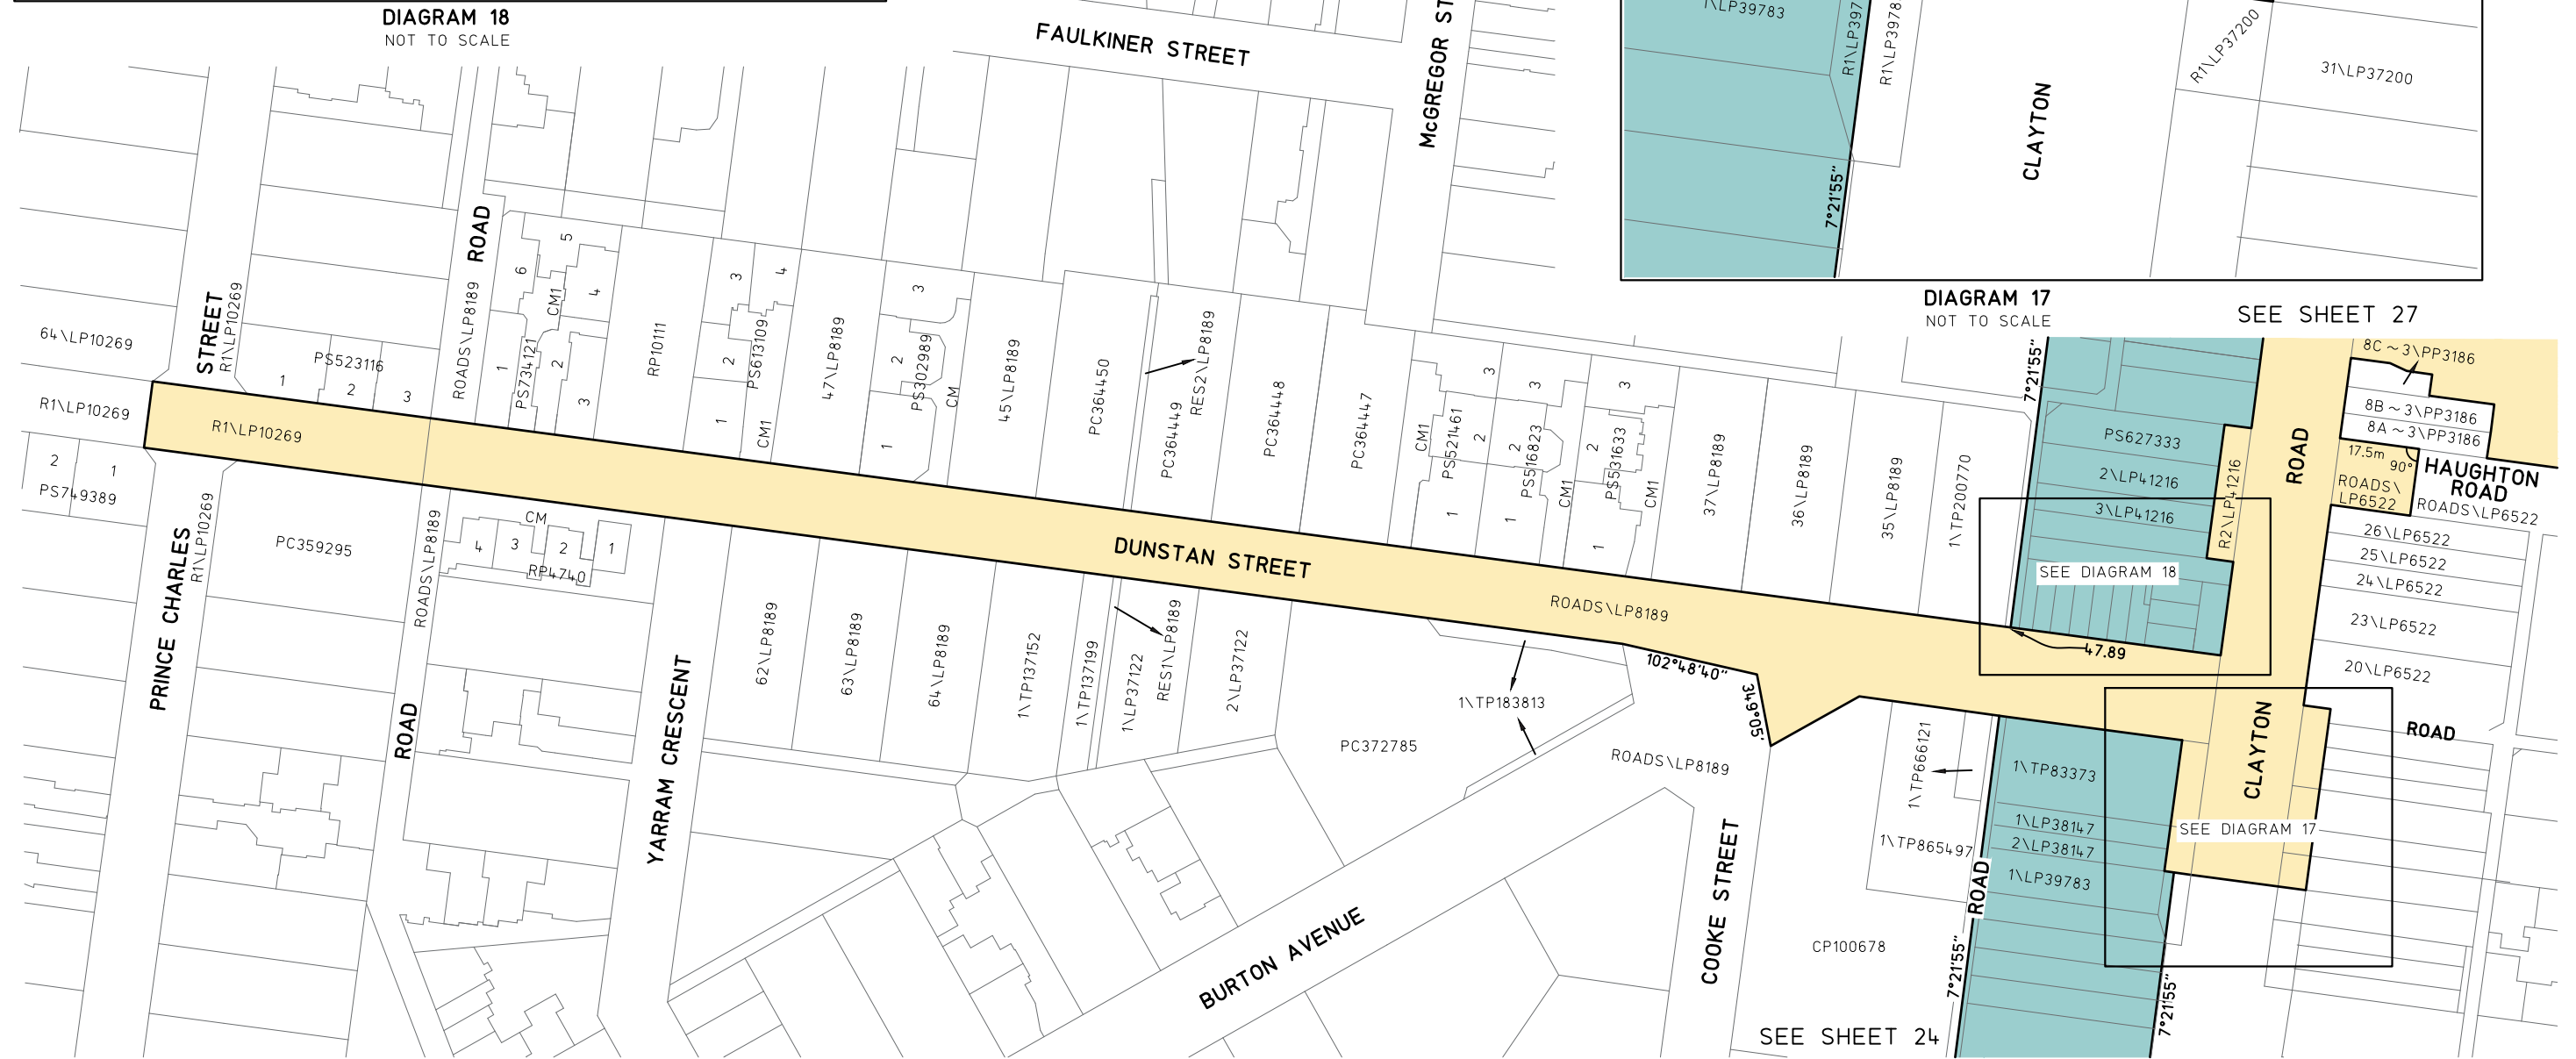 DIAGRAM 18
NOT TO SCALE
FAULKINER STREET
McGREGOR ST
1\LP39783
R1\LP397
R1\LP3978
CLAYTON
R1\LP37200
31\LP37200
7°21'55"
DIAGRAM 17
NOT TO SCALE
SEE SHEET 27
64\LP10269
R1\LP10269
STREET
R1\LP10269
PS523116
1
2
3
ROADS\LP8189
ROAD
1
6
5
PS734121
CM1
4
2
3
RP10111
3
4
2
1
PS613109
CM1
47\LP8189
3
2
1
PS302989
CM
45\LP8189
PC364450
PC364449
RES2\LP8189
PC364448
PC364447
CM1
PS521461
3
2
1
3
2
1
PS516823
CM1
3
2
1
PS531633
CM1
37\LP8189
36\LP8189
35\LP8189
1\TP200770
7°21'55"
PS627333
2\LP41216
3\LP41216
R2\LP41216
SEE DIAGRAM 18
47.89
ROAD
8C~3\PP3186
8B~3\PP3186
8A~3\PP3186
17.5m
90°
HAUGHTON
ROAD
ROADS\
LP6522
ROADS\LP6522
26\LP6522
25\LP6522
24\LP6522
23\LP6522
20\LP6522
ROAD
R1\LP10269
2
1
PS749389
PRINCE CHARLES
R1\LP10269
PC359295
ROADS\LP8189
ROAD
CM
4
3
2
1
RP4740
YARRAM CRESCENT
62\LP8189
63\LP8189
64\LP8189
1\TP137152
1\TP137199
1\LP37122
RES1\LP8189
2\LP37122
DUNSTAN STREET
ROADS\LP8189
102°48'40"
349°05'
1\TP183813
PC372785
ROADS\LP8189
BURTON AVENUE
COOKE STREET
1\TP666121
1\TP865497
CP100678
ROAD
7°21'55"
1\TP83373
1\LP38147
2\LP38147
1\LP39783
7°21'55"
CLAYTON
SEE DIAGRAM 17
SEE SHEET 24